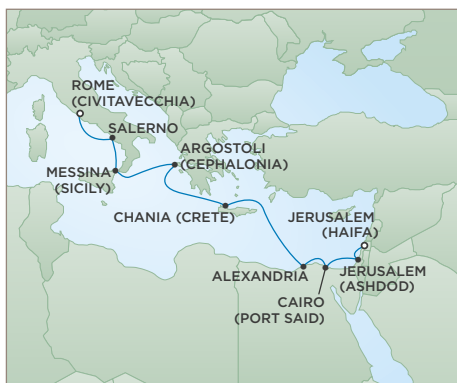 ROME
(CIVITAVECCHIA)
SALERNO
ARGOSTOLI
(CEPHALONIA)
MESSINA
(SICILY)
CHANIA (CRETE)
JERUSALEM
(HAIFA)
ALEXANDRIA
JERUSALEM
(ASHDOD)
CAIRO
(PORT SAID)